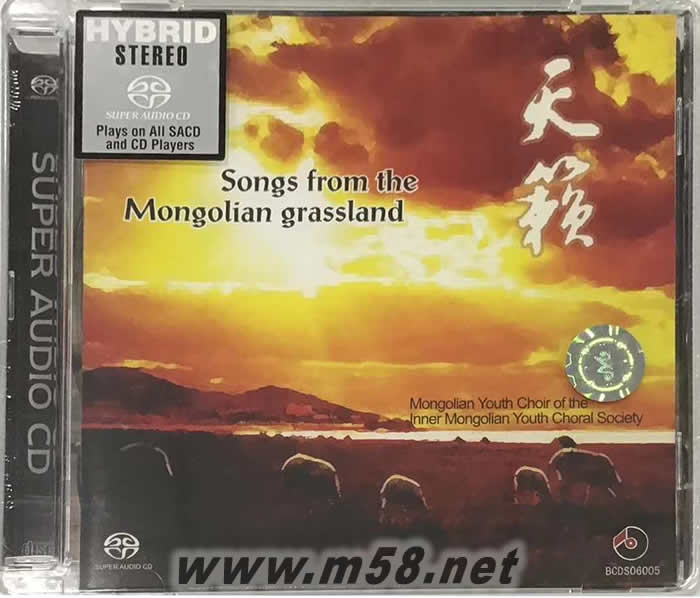 HYBRID
STEREO
SUPER AUDIO CD
Plays on All SACD
and CD Players
SUPER AUDIO CD
天籁
Songs from the
Mongolian grassland
Mongolian Youth Choir of the
Inner Mongolian Youth Choral Society
SUPER AUDIO CD
www.m58.net
BCDS06005